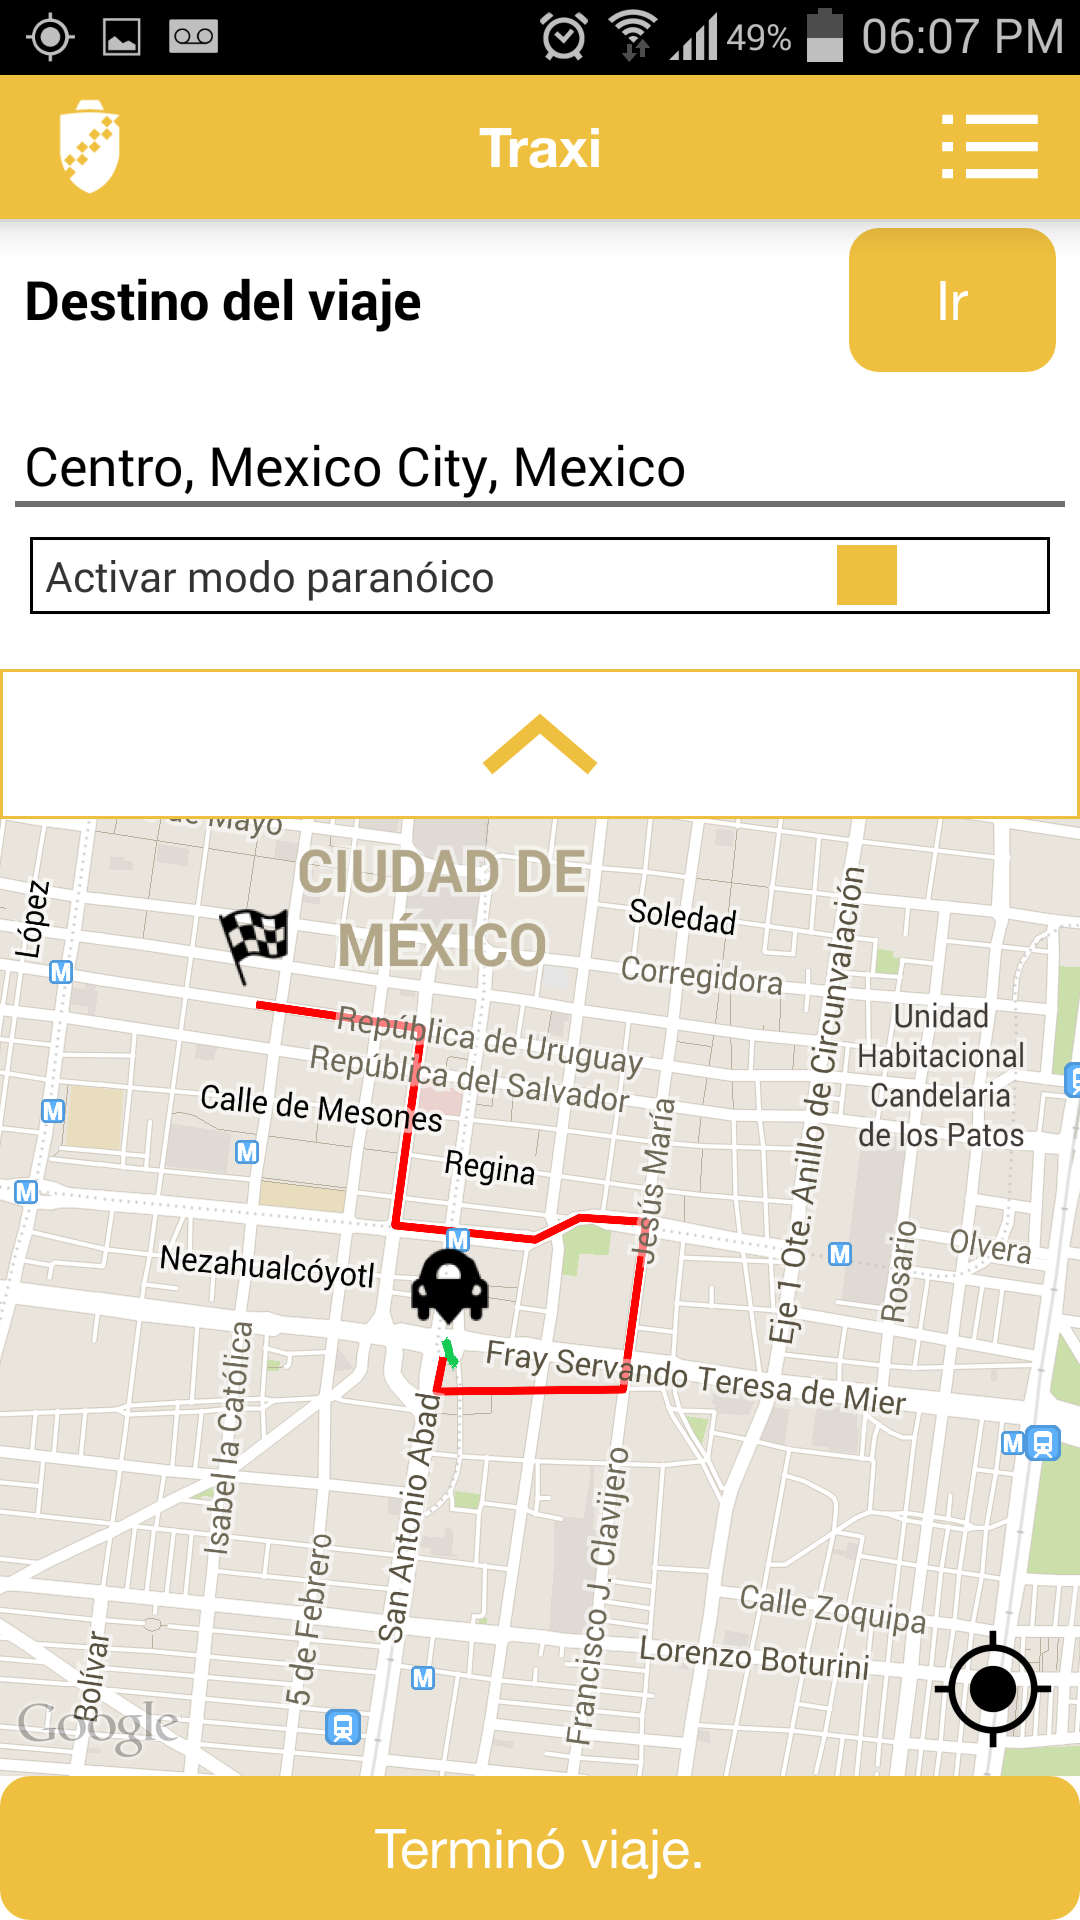 49% 06:07 PM
Traxi
Destino del viaje
Ir
Centro, Mexico City, Mexico
Activar modo paranóico
de Mayo
CIUDAD DE
MÉXICO
López
Soledad
Corregidora
Eje 1 Ote. Anillo de Circunvalación
Unidad
Habitacional
Candelaria
de los Patos
República de Uruguay
República del Salvador
Calle de Mesones
Regina
Jesús María
M
M
M
M
M
M
Nezahualcóyotl
Rosario
Olvera
Fray Servando Teresa de Mier
Isabel la Católica
San Antonio Abad
M
Francisco J. Clavijero
5 de Febrero
Bolívar
Calle Zoquipa
Lorenzo Boturini
M
Google
Terminó viaje.